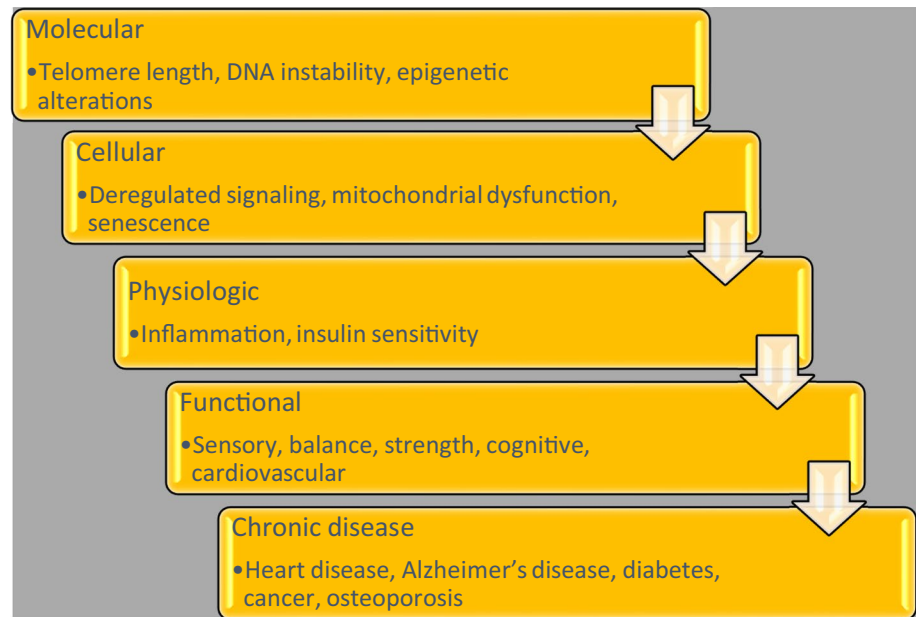 Molecular
•Telomere length, DNA instability, epigenetic
alterations
Cellular
•Deregulated signaling, mitochondrial dysfunction,
senescence
Physiologic
•Inflammation, insulin sensitivity
Functional
•Sensory, balance, strength, cognitive,
cardiovascular
Chronic disease
•Heart disease, Alzheimer’s disease, diabetes,
cancer, osteoporosis